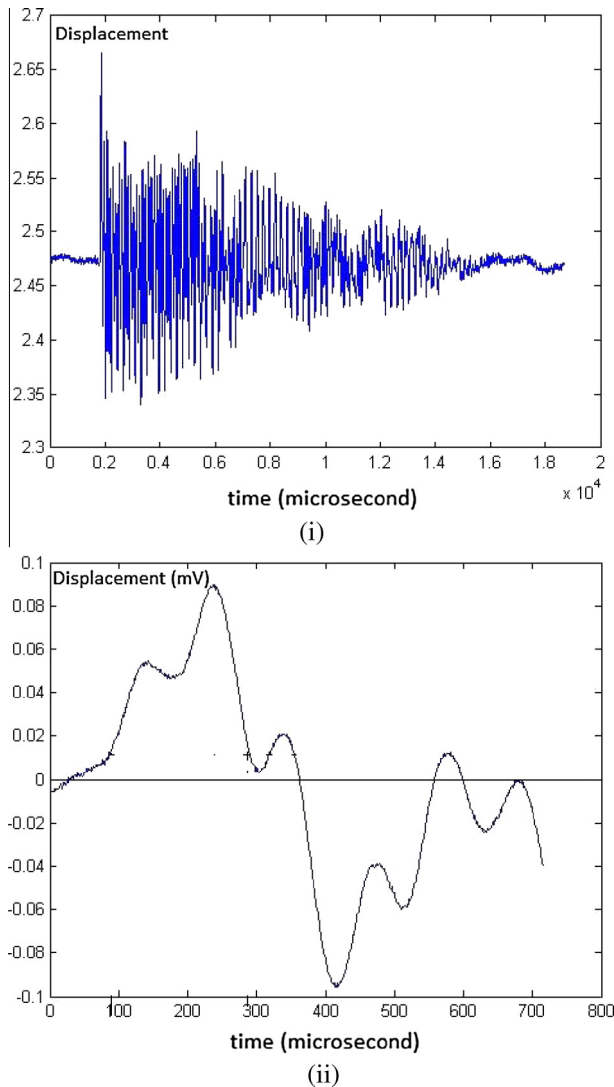 2.7
Displacement
2.65
2.6
2.55
2.5
2.45
2.4
2.35
2.3
0 0.2 0.4 0.6 0.8 1 1.2 1.4 1.6 1.8 2
x 10^4
time (microsecond)
(i)
0.1
Displacement (mV)
0.08
0.06
0.04
0.02
0
-0.02
-0.04
-0.06
-0.08
-0.1
0 100 200 300 400 500 600 700 800
time (microsecond)
(ii)